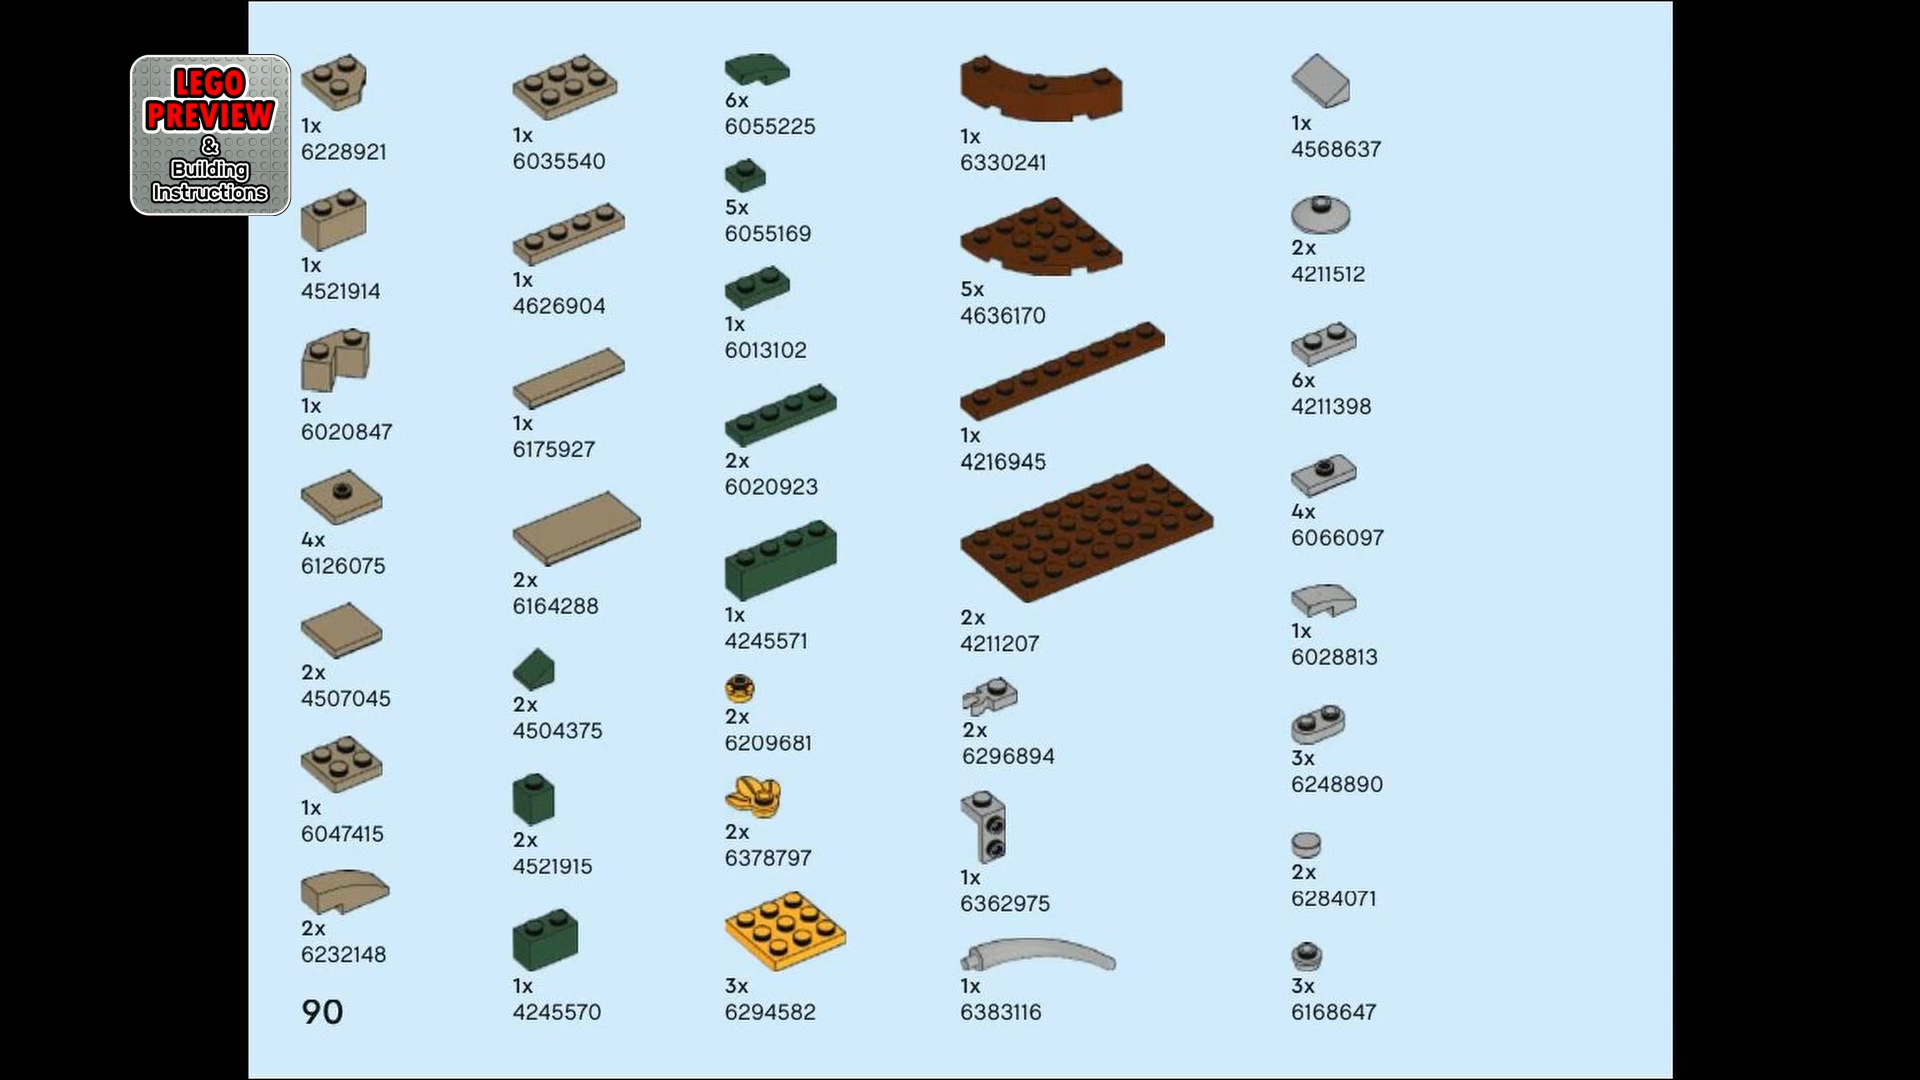 LEGO
PREVIEW
&
Building
Instructions
1x
6228921
1x
4521914
1x
6020847
4x
6126075
2x
4507045
1x
6047415
2x
6232148
90
1x
6035540
1x
4626904
1x
6175927
2x
6164288
2x
4504375
2x
4521915
1x
4245570
6x
6055225
5x
6055169
1x
6013102
2x
6020923
1x
4245571
2x
6209681
2x
6378797
3x
6294582
1x
6330241
5x
4636170
1x
4216945
2x
4211207
2x
6296894
1x
6362975
1x
6383116
1x
4568637
2x
4211512
6x
4211398
4x
6066097
1x
6028813
3x
6248890
2x
6284071
3x
6168647